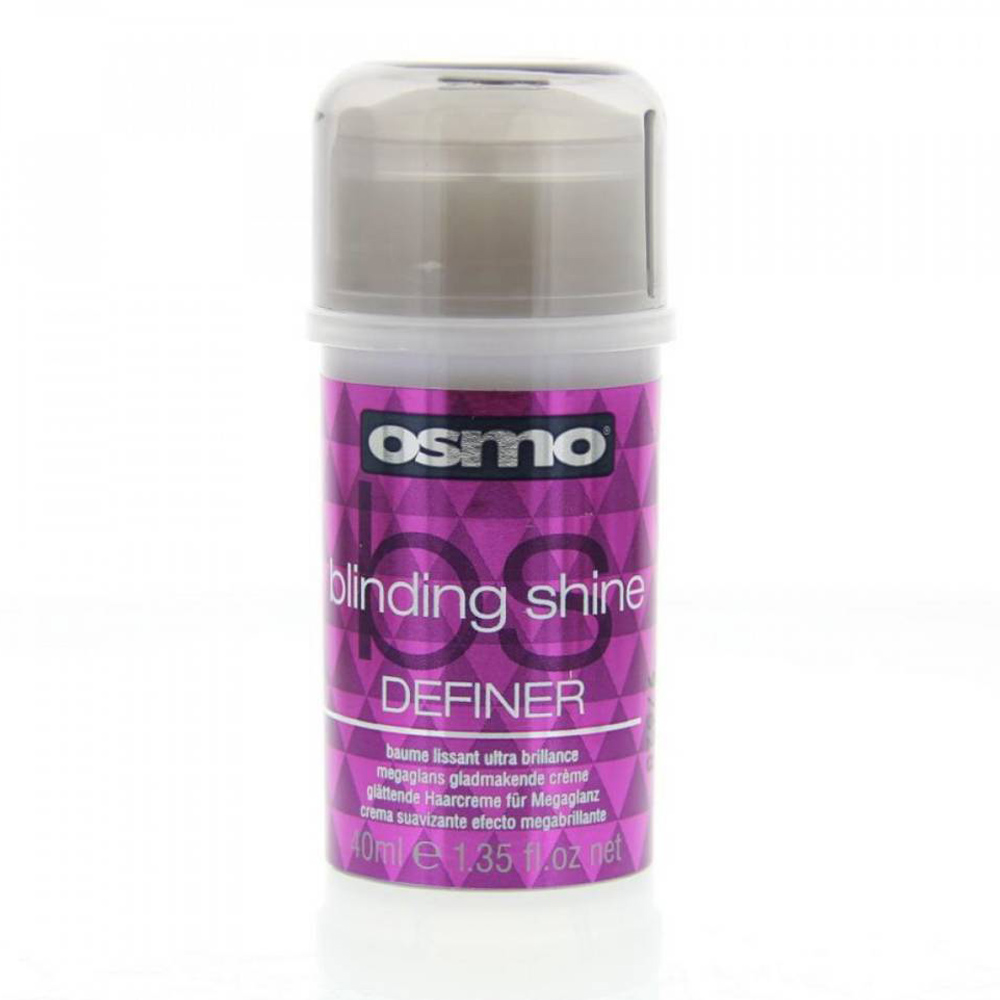 osmo®
bs
blinding shine
DEFINER
baume lissant ultra brillance
megaglans gladmakende crème
glättende Haarcreme für Megaglanz
crema suavizante efecto megabrillante
40ml e 1.35 fl.oz net